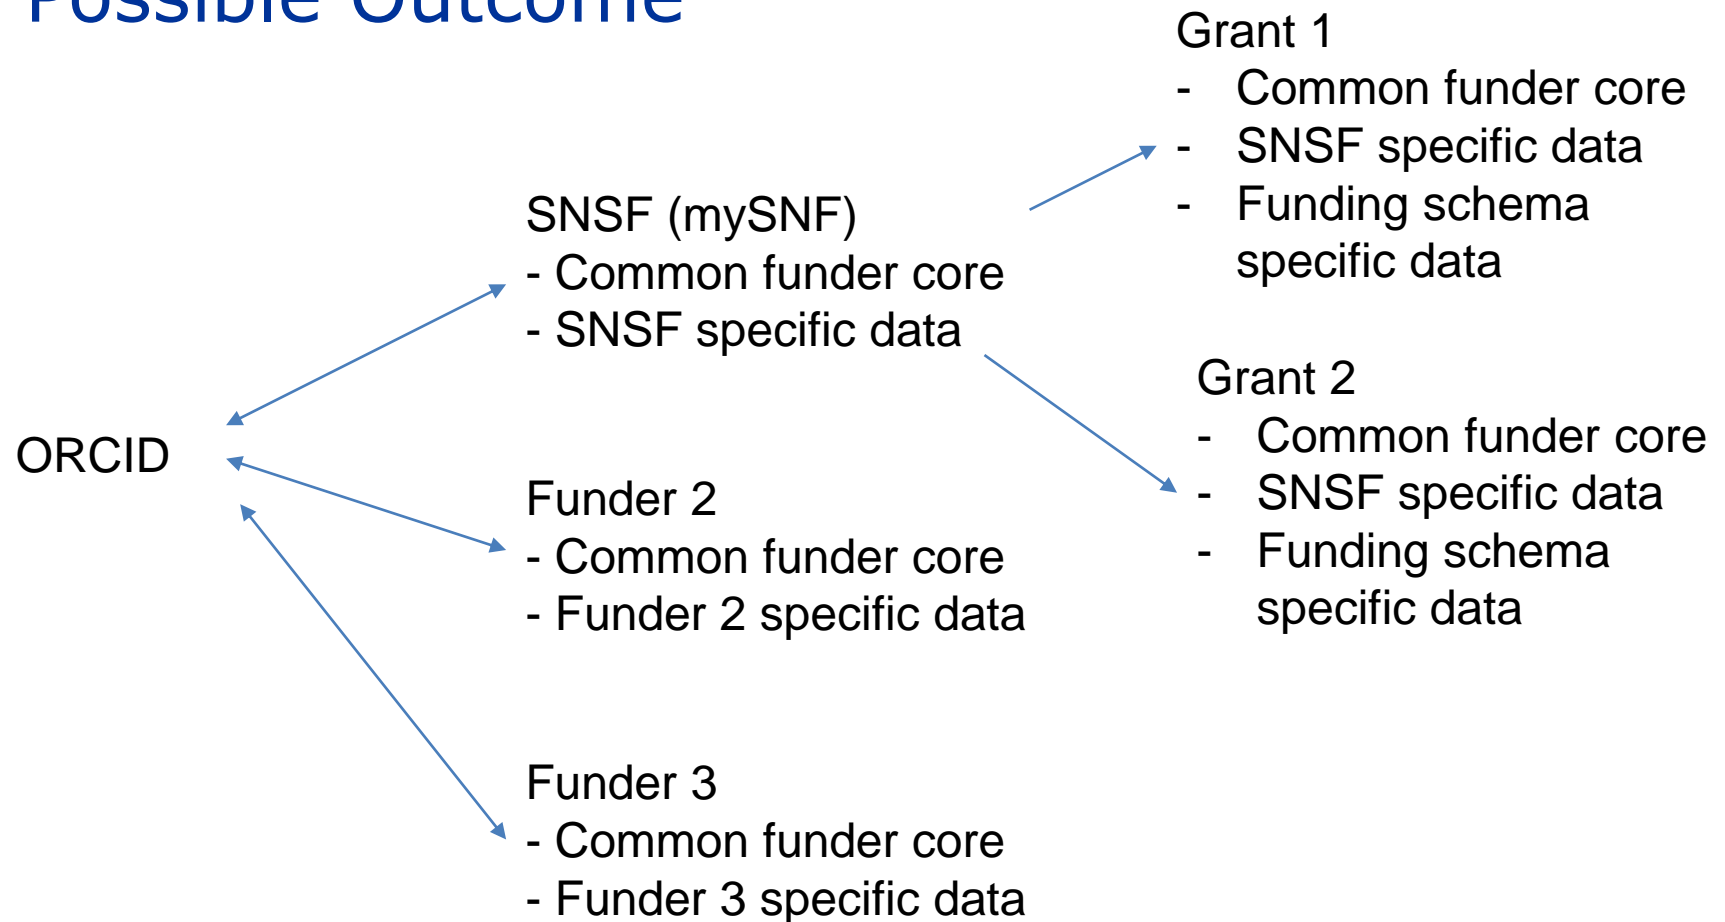 Possible Outcome
Grant 1
- Common funder core
- SNSF specific data
- Funding schema
specific data
SNSF (mySNF)
- Common funder core
- SNSF specific data
Grant 2
- Common funder core
- SNSF specific data
- Funding schema
specific data
ORCID
Funder 2
- Common funder core
- Funder 2 specific data
Funder 3
- Common funder core
- Funder 3 specific data